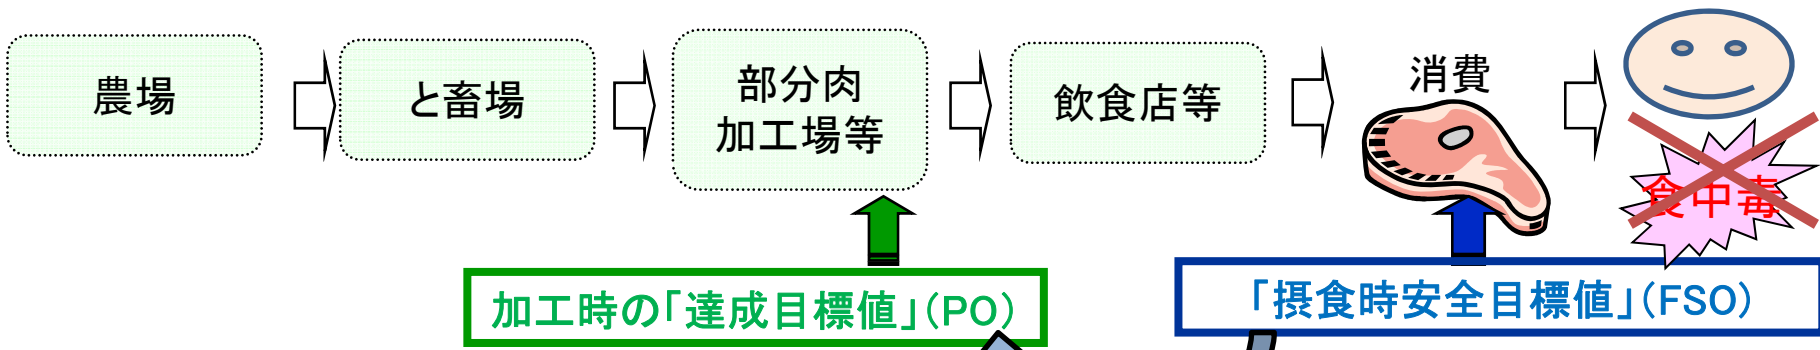 農場
と畜場
部分肉
加工場等
飲食店等
消費
食中毒
加工時の「達成目標値」(PO)
「摂食時安全目標値」(FSO)